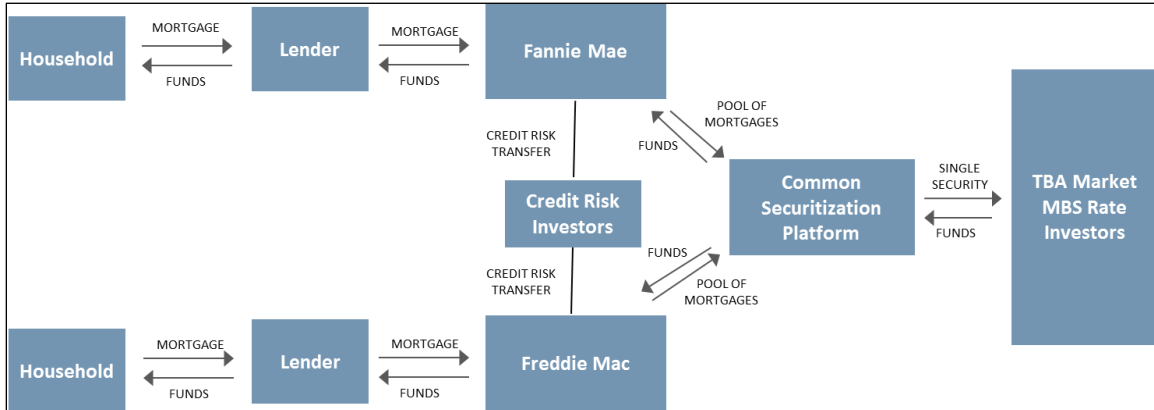 MORTGAGE
FUNDS
Household
Lender
MORTGAGE
FUNDS
Fannie Mae
CREDIT RISK
TRANSFER
POOL OF
MORTGAGES
FUNDS
Credit Risk
Investors
Common
Securitization
Platform
SINGLE
SECURITY
FUNDS
TBA Market
MBS Rate
Investors
CREDIT RISK
TRANSFER
FUNDS
POOL OF
MORTGAGES
Household
MORTGAGE
FUNDS
Lender
MORTGAGE
FUNDS
Freddie Mac